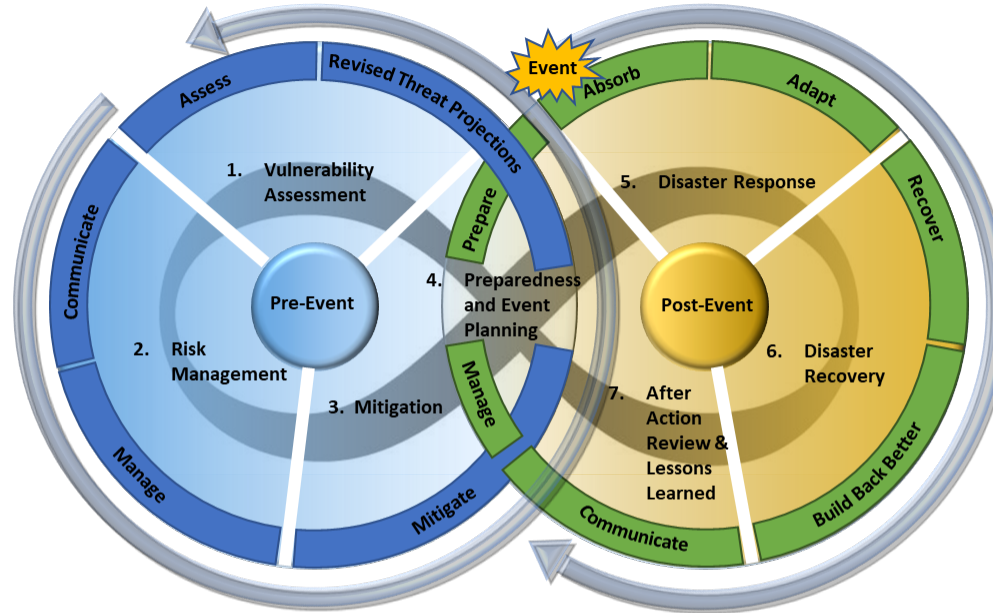 Event
Assess
Revised Threat Projections
Absorb
Adapt
1. Vulnerability
Assessment
5. Disaster Response
Communicate
Prepare
Recover
Pre-Event
4. Preparedness
and Event
Planning
Post-Event
2. Risk
Management
3. Mitigation
6. Disaster
Recovery
Manage
7. After
Action
Review &
Lessons
Learned
Manage
Mitigate
Communicate
Build Back Better